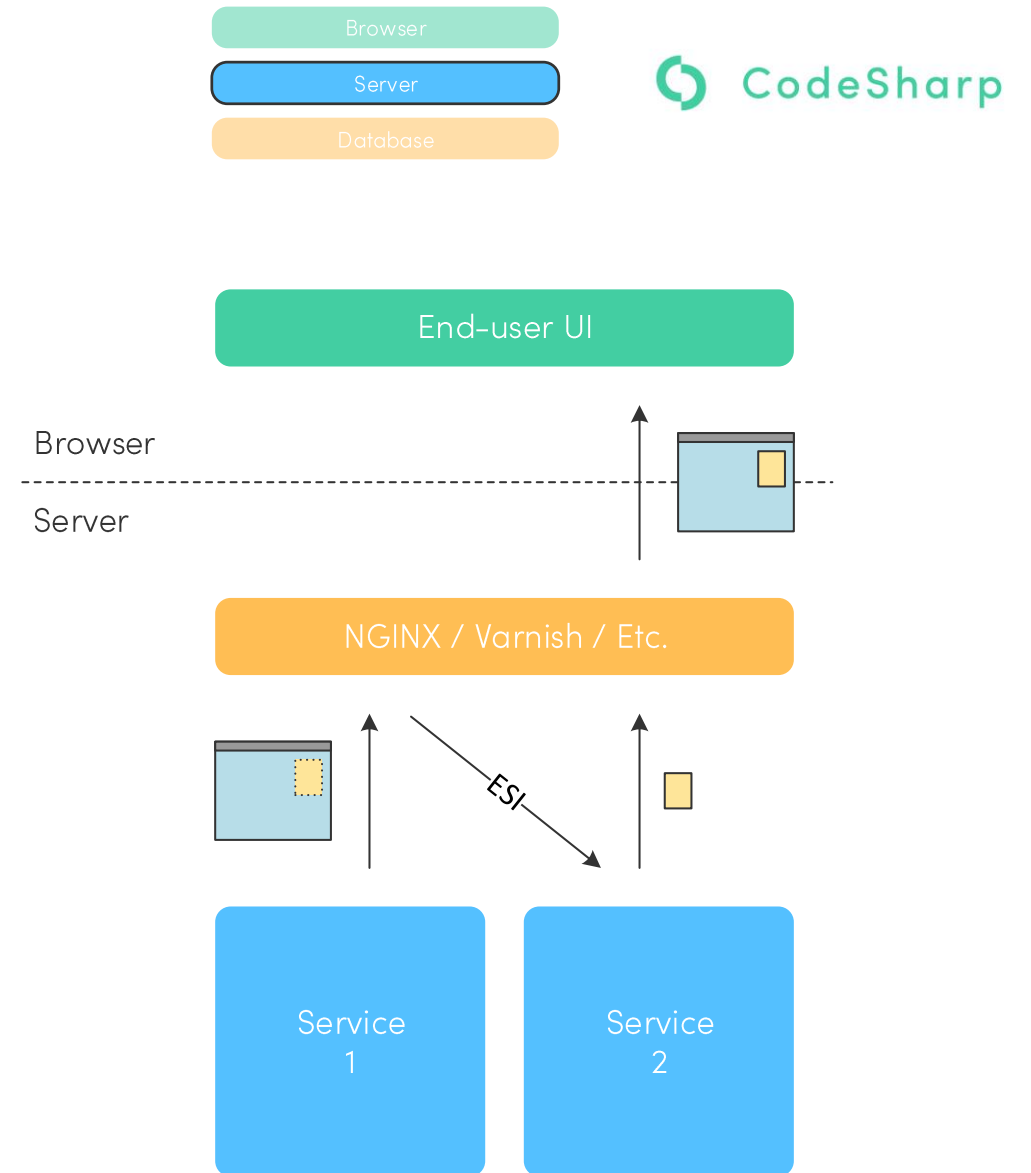 Browser
Server
Database
CodeSharp
End-user UI
Browser
Server
NGINX / Varnish / Etc.
ESI
Service
1
Service
2